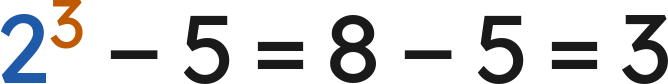 2³ − 5 = 8 − 5 = 3